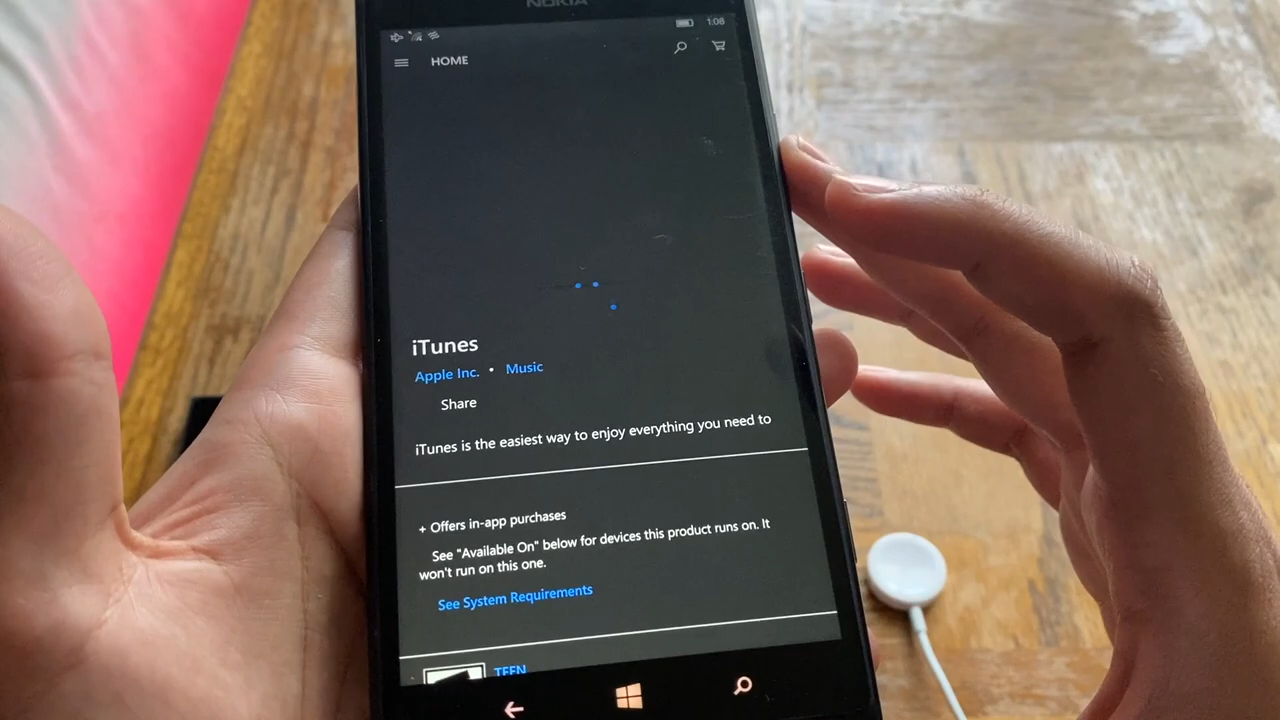 NOKIA
1:08
HOME
iTunes
Apple Inc. • Music
Share
iTunes is the easiest way to enjoy everything you need to
+ Offers in-app purchases
See "Available On" below for devices this product runs on. It
won't run on this one.
See System Requirements
TEEN